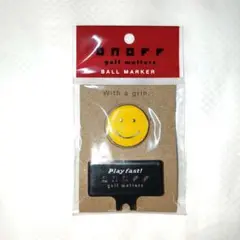 onoff
golf matters
BALL MARKER
With a grin.
Play fast!
onoff
golf matters